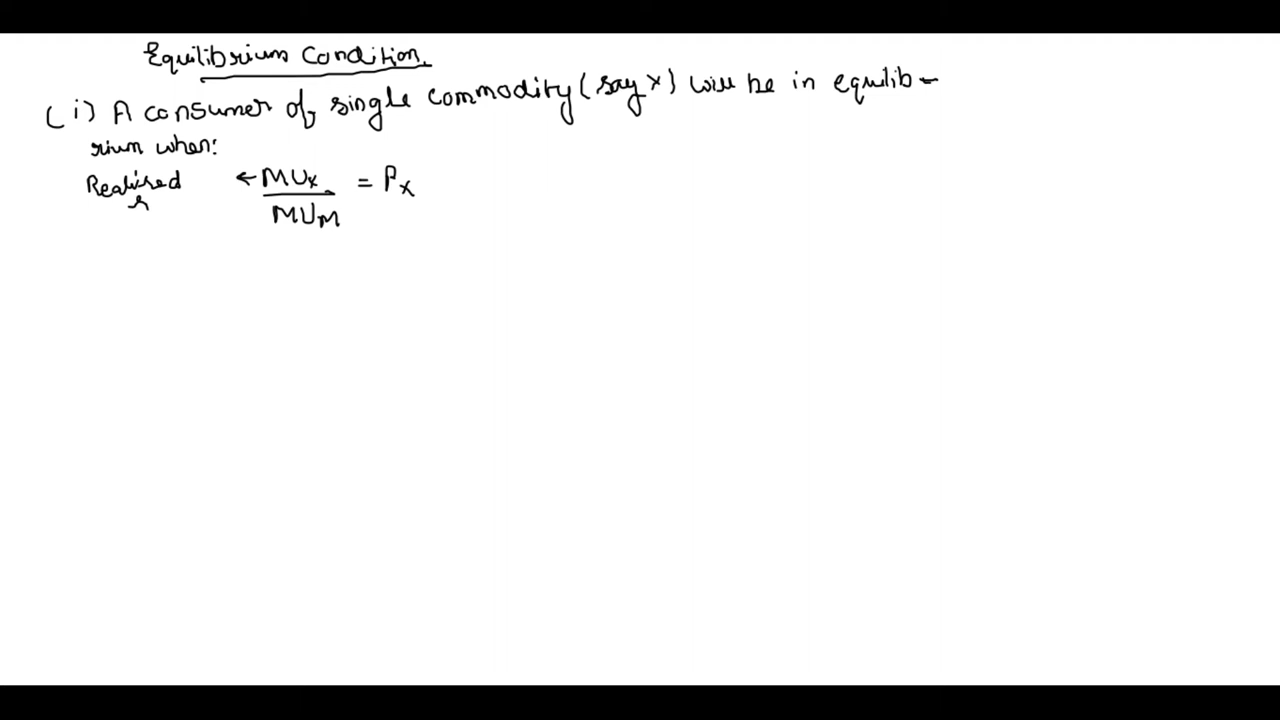 Equilibrium Condition.
(i) A consumer of single commodity (say x) will be in equilib-
rium when:
Realised ← MUx = Px
MUM